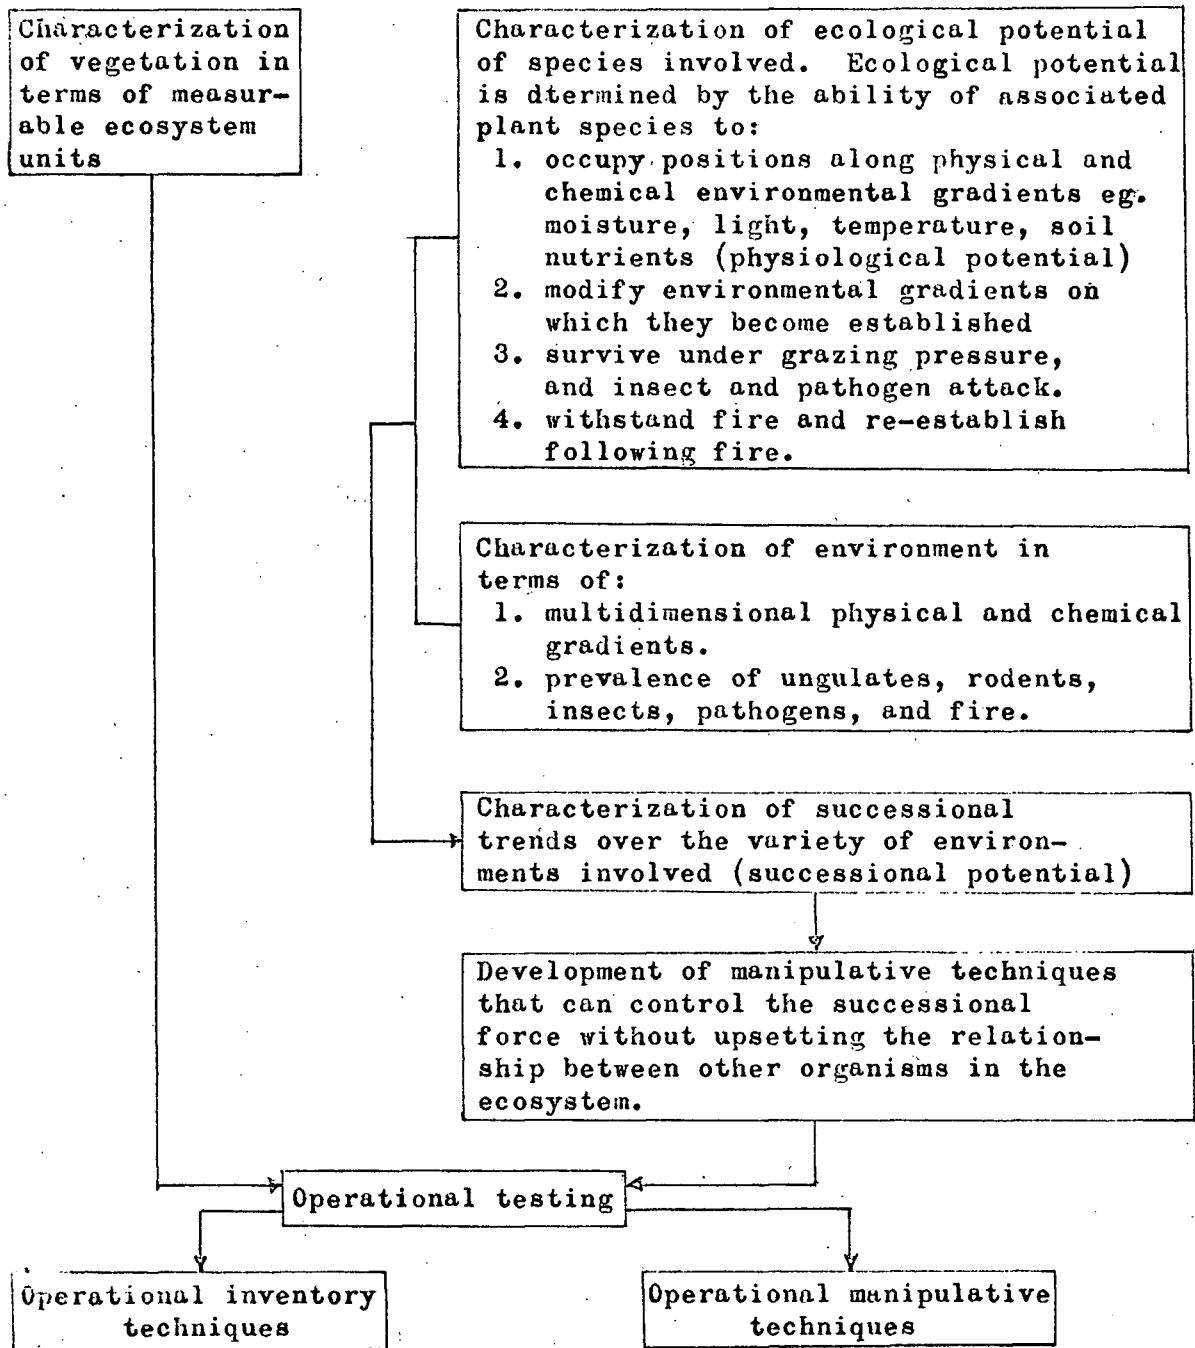 Characterization
of vegetation in
terms of measur-
able ecosystem
units
Characterization of ecological potential
of species involved. Ecological potential
is dtermined by the ability of associated
plant species to:
1. occupy positions along physical and
chemical environmental gradients eg.
moisture, light, temperature, soil
nutrients (physiological potential)
2. modify environmental gradients on
which they become established
3. survive under grazing pressure,
and insect and pathogen attack.
4. withstand fire and re-establish
following fire.
Characterization of environment in
terms of:
1. multidimensional physical and chemical
gradients.
2. prevalence of ungulates, rodents,
insects, pathogens, and fire.
Characterization of successional
trends over the variety of environ-
ments involved (successional potential)
Development of manipulative techniques
that can control the successional
force without upsetting the relation-
ship between other organisms in the
ecosystem.
Operational testing
Operational inventory
techniques
Operational manipulative
techniques